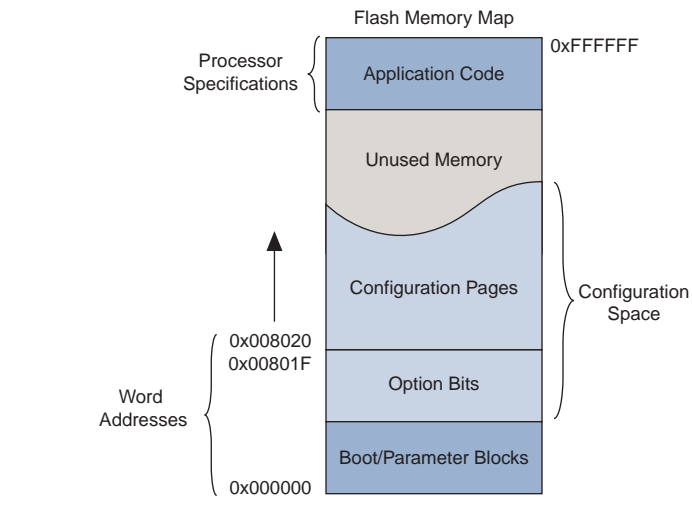 Flash Memory Map
0xFFFFFF
Processor
Specifications
Application Code
Unused Memory
Configuration Pages
Configuration
Space
0x008020
0x00801F
Option Bits
Word
Addresses
Boot/Parameter Blocks
0x000000